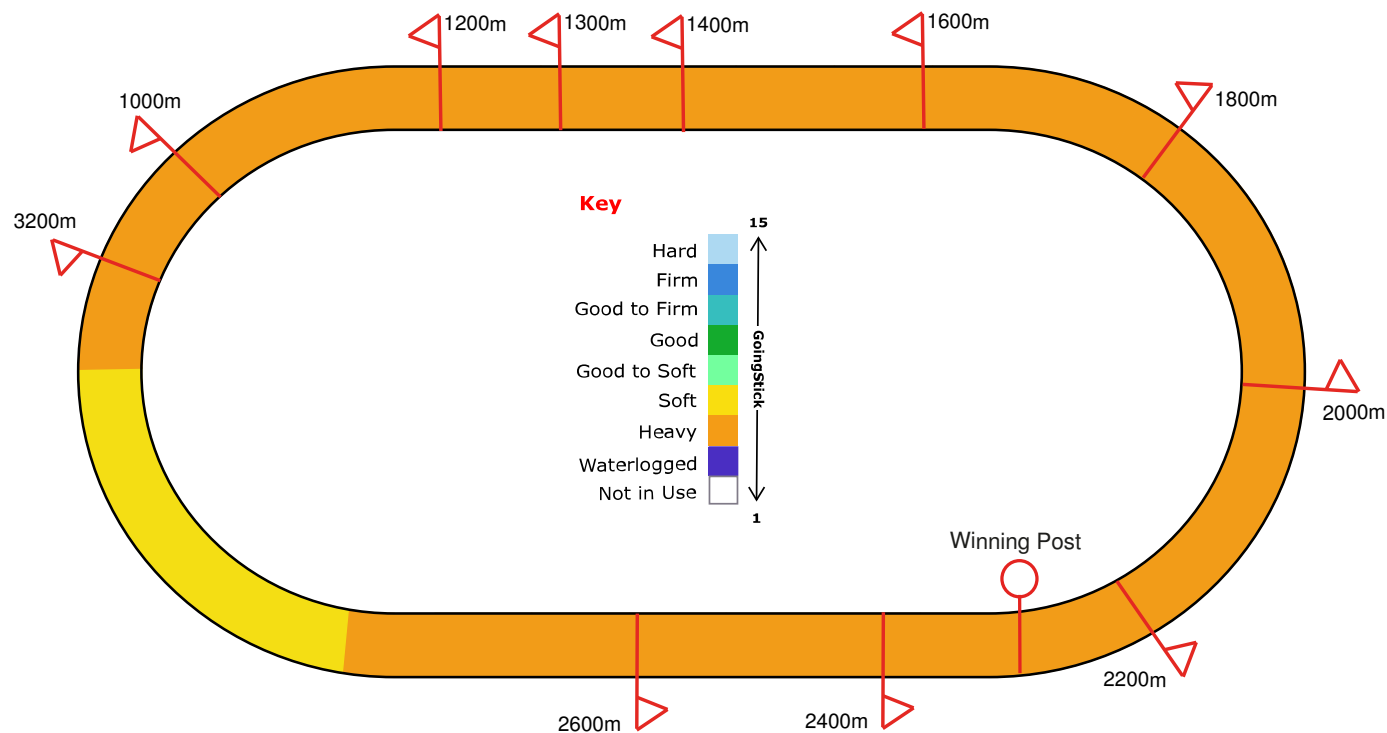 1200m
1300m
1400m
1600m
1800m
1000m
3200m
Key
15
Hard
Firm
Good to Firm
Good
Good to Soft
Soft
Heavy
Waterlogged
Not in Use
GoingStick
1
2000m
Winning Post
2200m
2400m
2600m